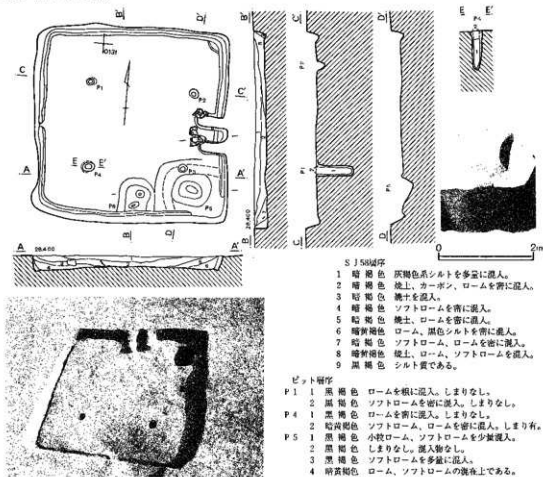 B' D' B' C' D' E E'
P4
C C'
P1
P2
E E'
P4
P5
A A'
B D B C D
A 28.400 A'
28.400
0 2m
SJ58層序
1 暗褐色 灰褐色系シルトを多量に混入。
2 暗褐色 焼土、カーボン、ロームを密に混入。
3 暗褐色 焼土を混入。
4 暗褐色 ソフトロームを密に混入。
5 暗褐色 焼土、ロームを密に混入。
6 暗黄褐色 ローム、黒色シルトを密に混入。
7 暗褐色 ソフトローム、ロームを密に混入。
8 暗黄褐色 焼土、ローム、ソフトロームを混入。
9 黒褐色 シルト質である。
ピット層序
P1 1 黒褐色 ロームを粗に混入。しまりなし。
2 黒褐色 ソフトロームを密に混入。しまりなし。
P4 1 黒褐色 ロームを密に混入。しまりなし。
2 暗黄褐色 ソフトローム、ロームを密に混入。しまり有。
P5 1 黒褐色 小粒ローム、ソフトロームを少量混入。
2 黒褐色 しまりなし。混入物なし。
3 黒褐色 ソフトロームを多量に混入。
4 暗黄褐色 ローム、ソフトロームの混在土である。